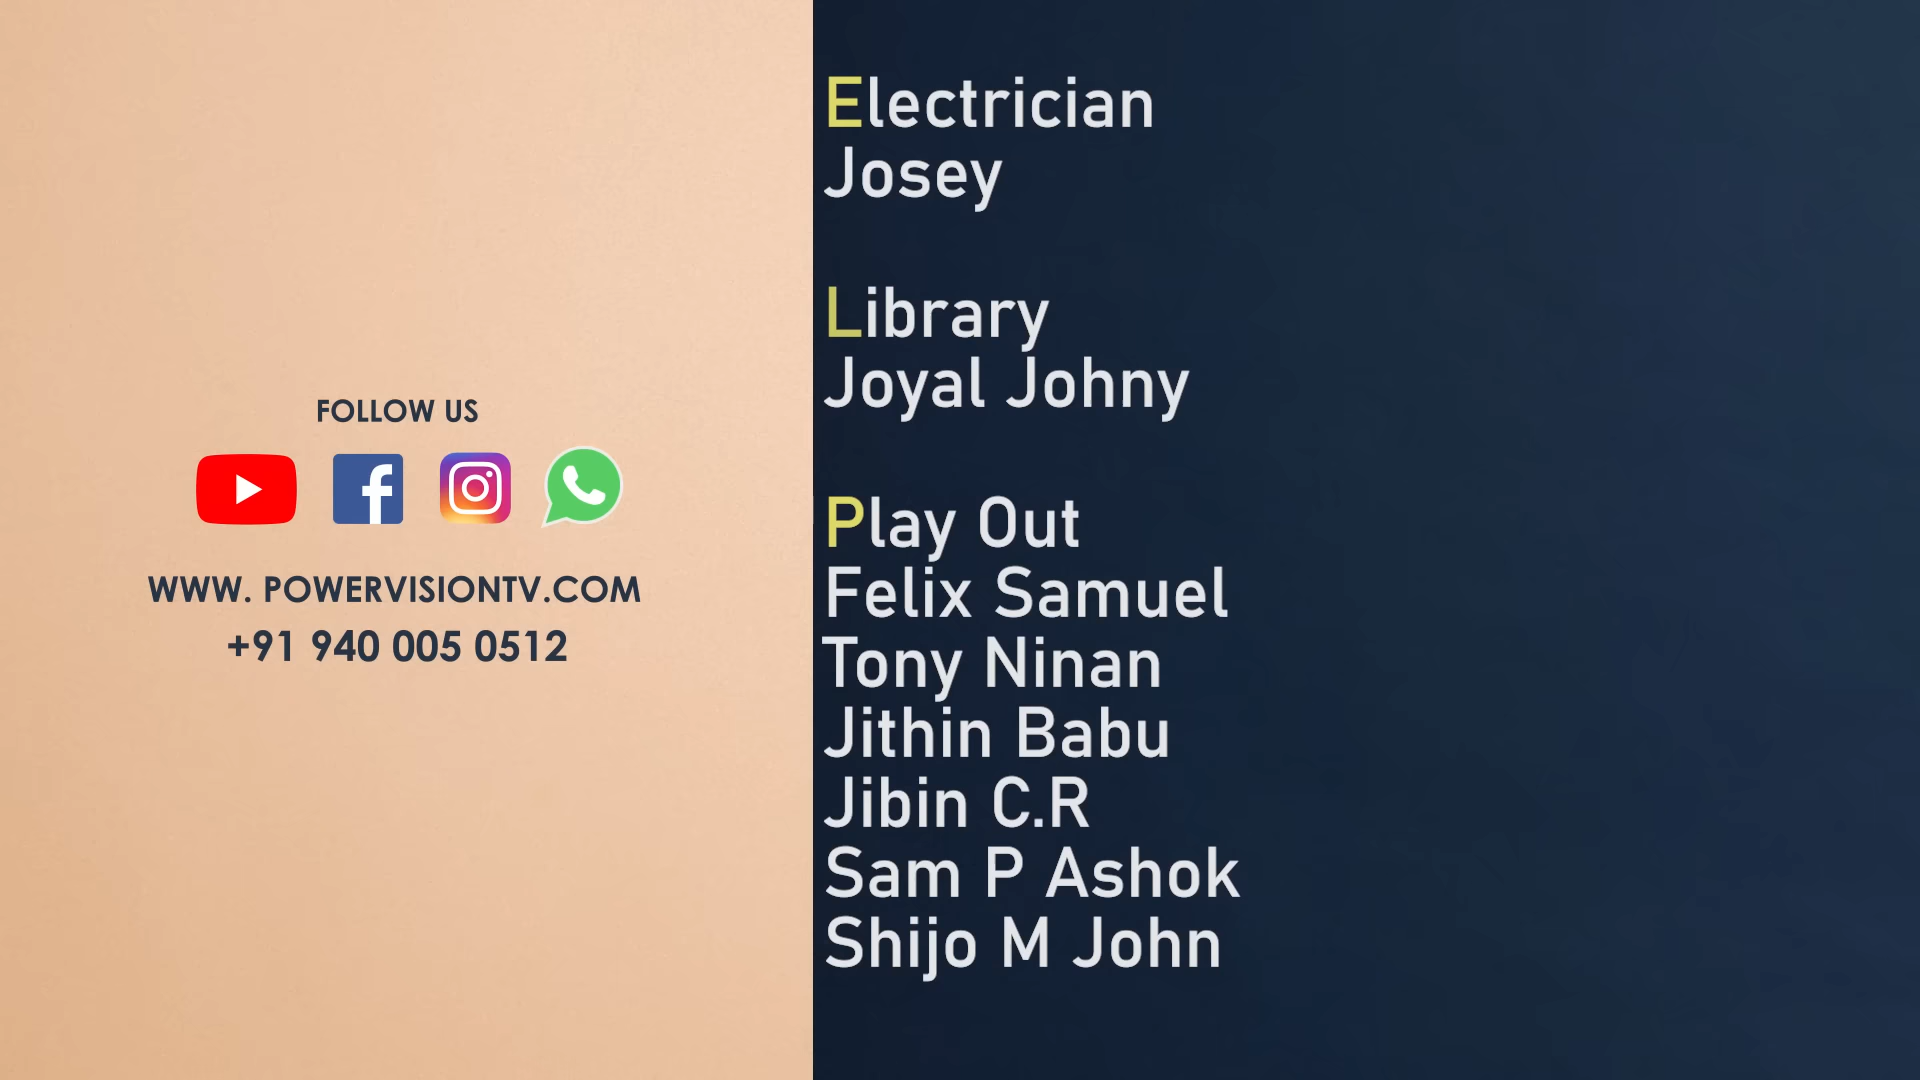 FOLLOW US
WWW. POWERVISIONTV.COM
+91 940 005 0512
Electrician
Josey
Library
Joyal Johny
Play Out
Felix Samuel
Tony Ninan
Jithin Babu
Jibin C.R
Sam P Ashok
Shijo M John